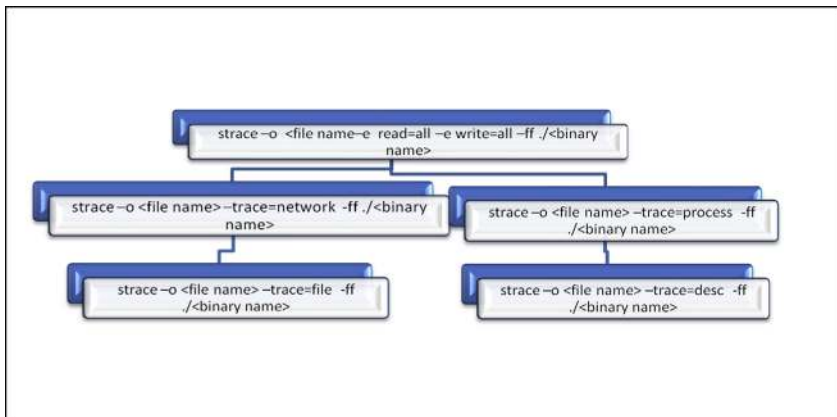 strace –o  <file name–e  read=all –e write=all –ff ./<binary
name>
strace –o <file name> –trace=network -ff ./<binary
name>
strace –o <file name> –trace=process  -ff
./<binary name>
strace –o <file name> –trace=file  -ff
./<binary name>
strace –o <file name> –trace=desc  -ff
./<binary name>